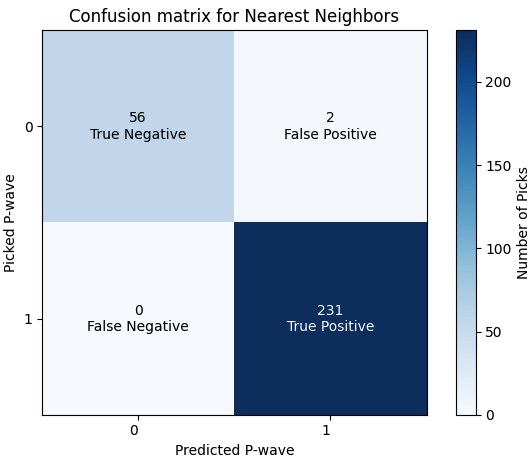 Confusion matrix for Nearest Neighbors
Picked P-wave
0
1
56
True Negative
2
False Positive
0
False Negative
231
True Positive
0
1
Predicted P-wave
200
150
100
50
0
Number of Picks